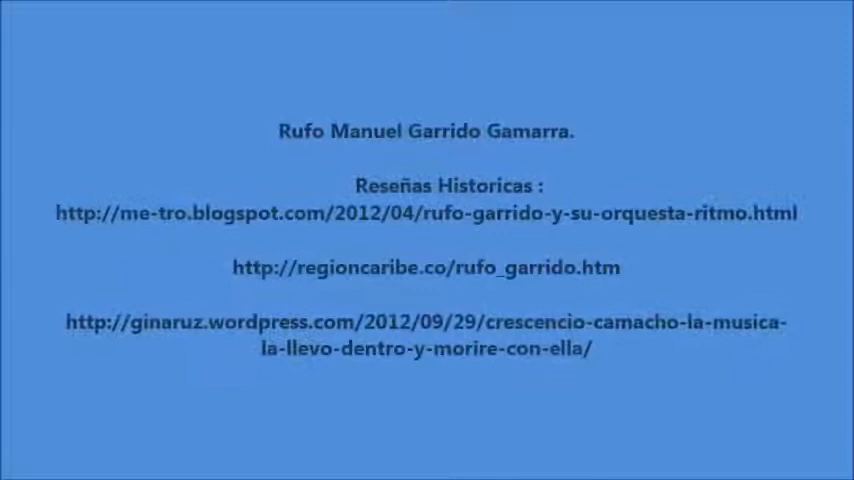 Rufo Manuel Garrido Gamarra.
Reseñas Historicas :
http://me-tro.blogspot.com/2012/04/rufo-garrido-y-su-orquesta-ritmo.html
http://regioncaribe.co/rufo_garrido.htm
http://ginaruz.wordpress.com/2012/09/29/crescencio-camacho-la-musica-
la-llevo-dentro-y-morire-con-ella/